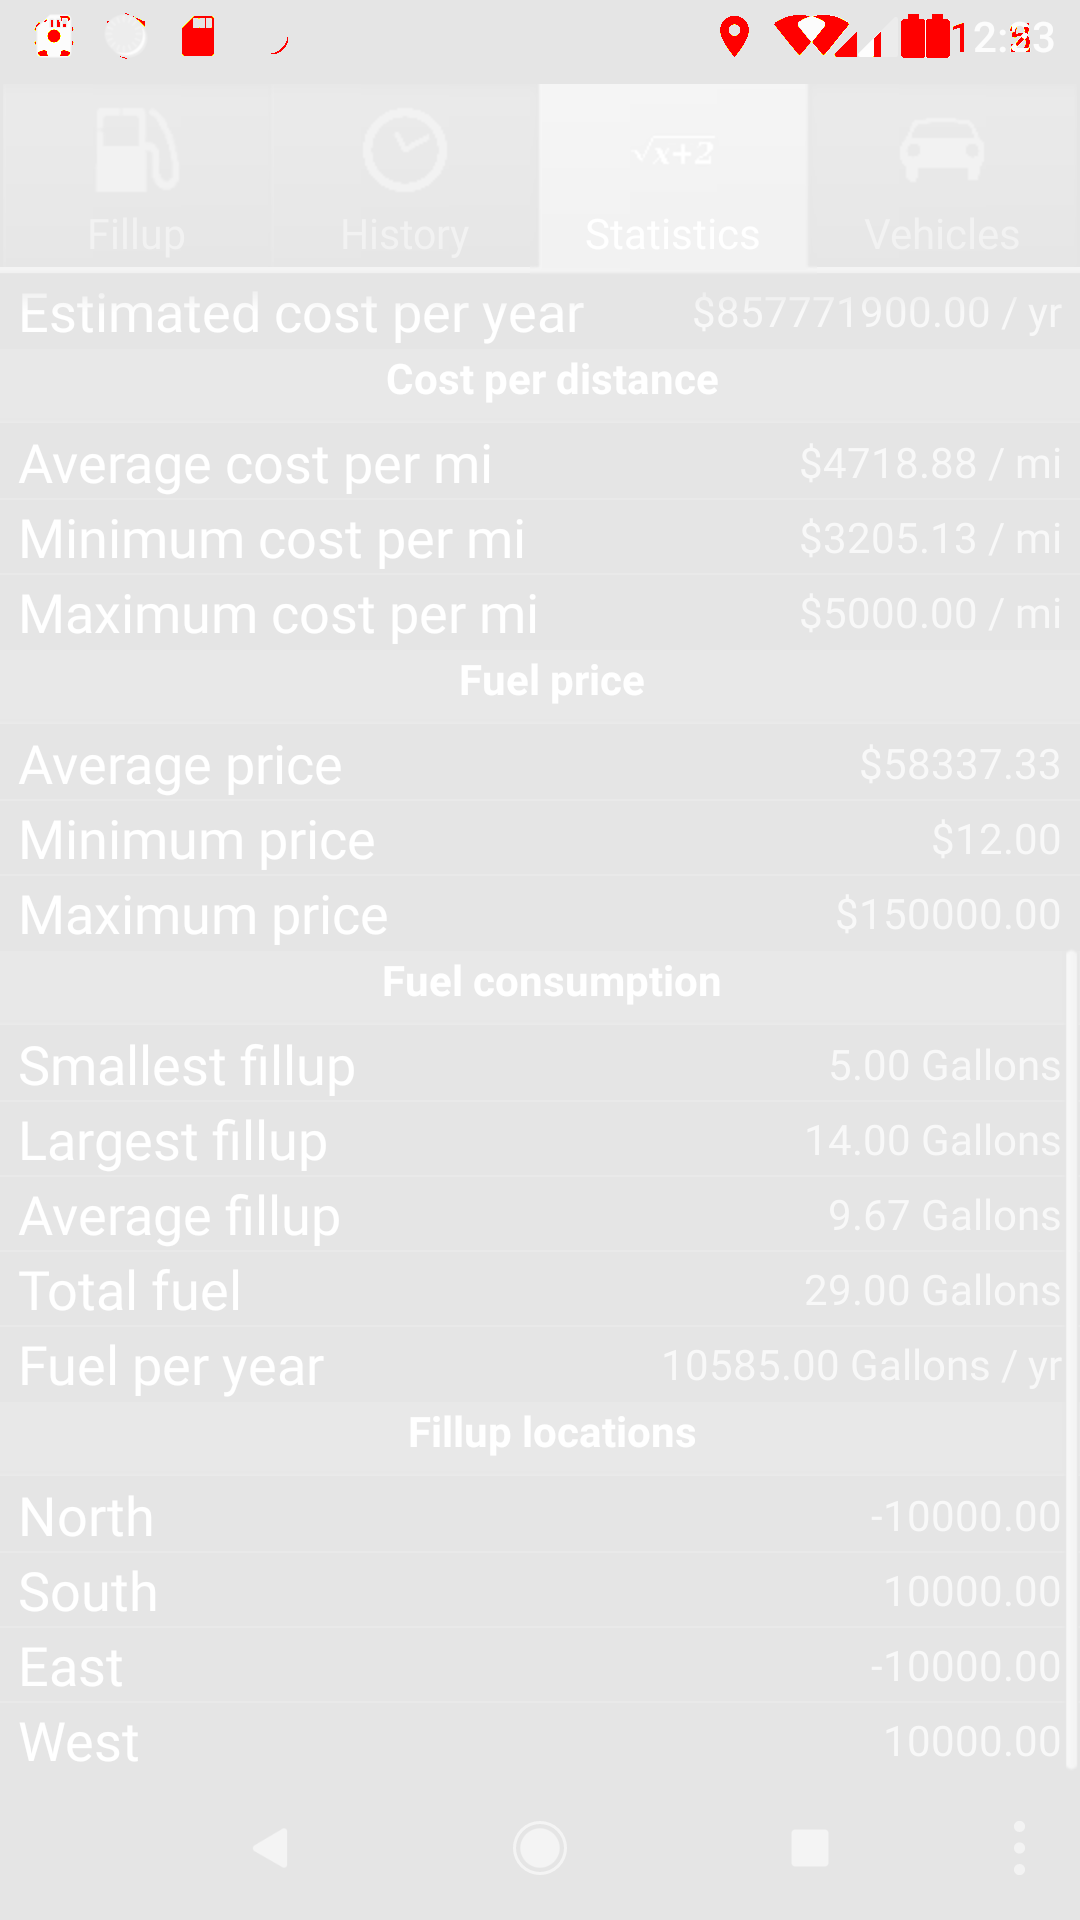 Fillup History √x+2 Statistics Vehicles
Estimated cost per year $857771900.00 / yr
Cost per distance
Average cost per mi $4718.88 / mi
Minimum cost per mi $3205.13 / mi
Maximum cost per mi $5000.00 / mi
Fuel price
Average price $58337.33
Minimum price $12.00
Maximum price $150000.00
Fuel consumption
Smallest fillup 5.00 Gallons
Largest fillup 14.00 Gallons
Average fillup 9.67 Gallons
Total fuel 29.00 Gallons
Fuel per year 10585.00 Gallons / yr
Fillup locations
North -10000.00
South 10000.00
East -10000.00
West 10000.00